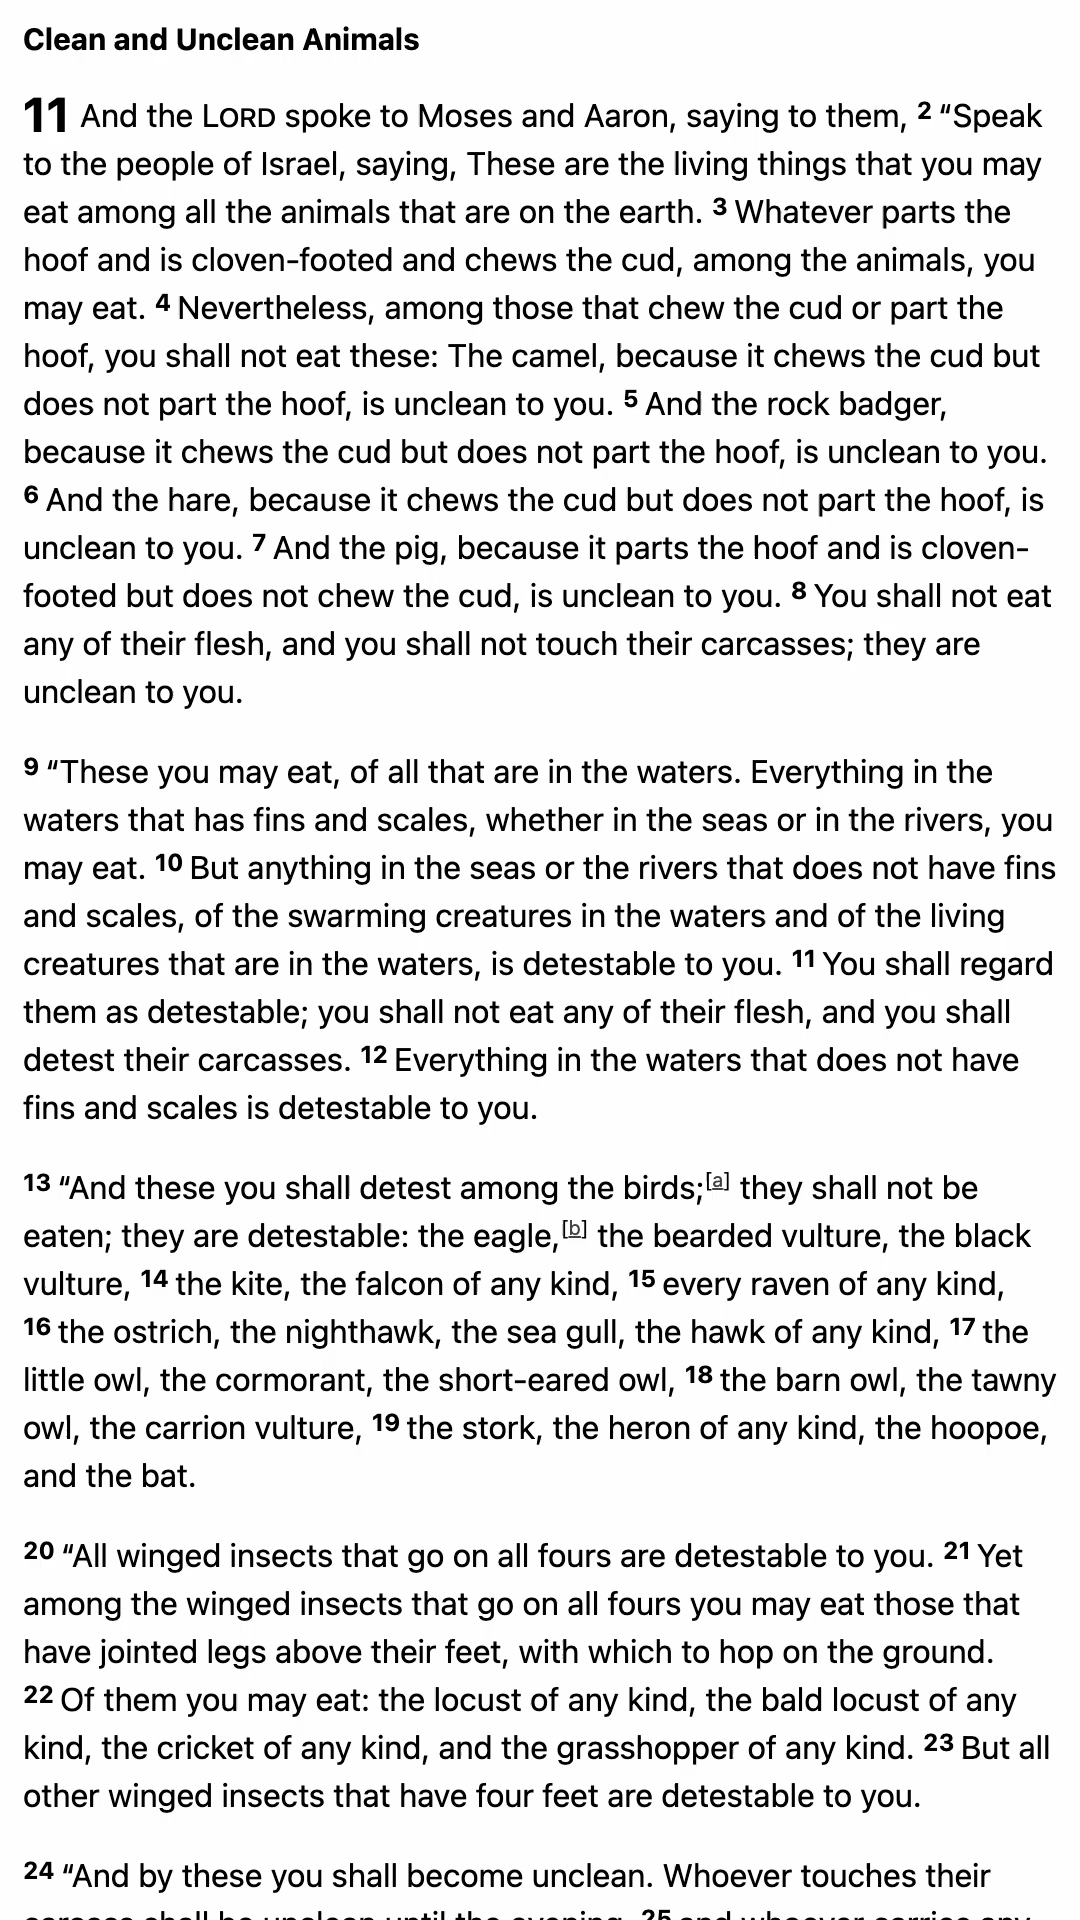 Clean and Unclean Animals
11 And the LORD spoke to Moses and Aaron, saying to them, 2 “Speak
to the people of Israel, saying, These are the living things that you may
eat among all the animals that are on the earth. 3 Whatever parts the
hoof and is cloven-footed and chews the cud, among the animals, you
may eat. 4 Nevertheless, among those that chew the cud or part the
hoof, you shall not eat these: The camel, because it chews the cud but
does not part the hoof, is unclean to you. 5 And the rock badger,
because it chews the cud but does not part the hoof, is unclean to you.
6 And the hare, because it chews the cud but does not part the hoof, is
unclean to you. 7 And the pig, because it parts the hoof and is cloven-
footed but does not chew the cud, is unclean to you. 8 You shall not eat
any of their flesh, and you shall not touch their carcasses; they are
unclean to you.
9 “These you may eat, of all that are in the waters. Everything in the
waters that has fins and scales, whether in the seas or in the rivers, you
may eat. 10 But anything in the seas or the rivers that does not have fins
and scales, of the swarming creatures in the waters and of the living
creatures that are in the waters, is detestable to you. 11 You shall regard
them as detestable; you shall not eat any of their flesh, and you shall
detest their carcasses. 12 Everything in the waters that does not have
fins and scales is detestable to you.
13 “And these you shall detest among the birds;[a] they shall not be
eaten; they are detestable: the eagle,[b] the bearded vulture, the black
vulture, 14 the kite, the falcon of any kind, 15 every raven of any kind,
16 the ostrich, the nighthawk, the sea gull, the hawk of any kind, 17 the
little owl, the cormorant, the short-eared owl, 18 the barn owl, the tawny
owl, the carrion vulture, 19 the stork, the heron of any kind, the hoopoe,
and the bat.
20 “All winged insects that go on all fours are detestable to you. 21 Yet
among the winged insects that go on all fours you may eat those that
have jointed legs above their feet, with which to hop on the ground.
22 Of them you may eat: the locust of any kind, the bald locust of any
kind, the cricket of any kind, and the grasshopper of any kind. 23 But all
other winged insects that have four feet are detestable to you.
24 “And by these you shall become unclean. Whoever touches their
carcass shall be unclean until the evening, 25 and whoever carries any